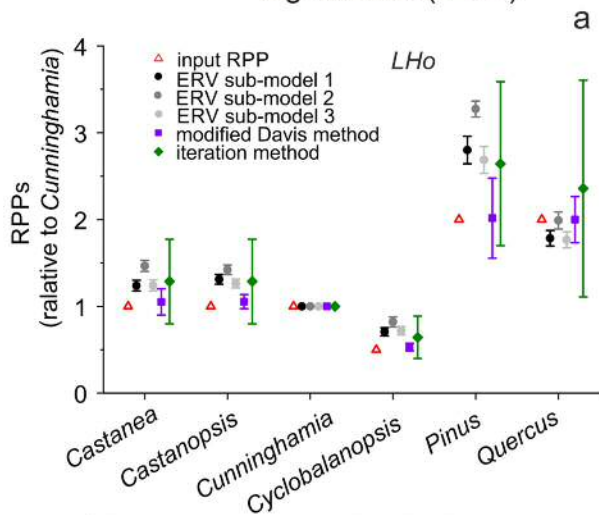 a
4
3
2
1
0
RPPs
(ralative to Cunninghamia)
LHo
input RPP
ERV sub-model 1
ERV sub-model 2
ERV sub-model 3
modified Davis method
iteration method
Castanea
Castanopsis
Cunninghamia
Cyclobalanopsis
Pinus
Quercus